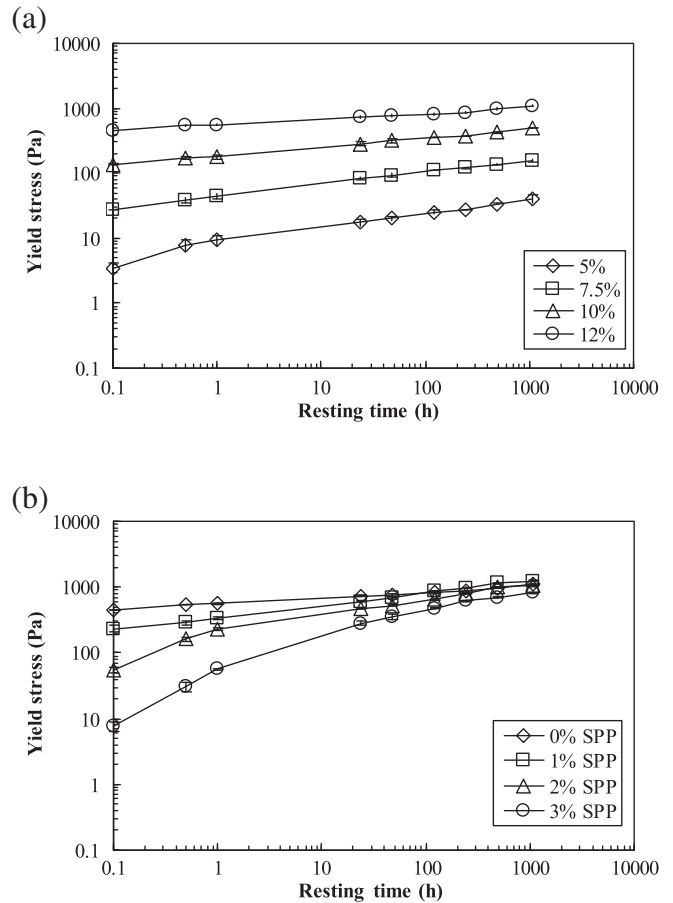 (a)
10000
1000
100
10
1
0.1
Yield stress (Pa)
0.1 1 10 100 1000 10000
Resting time (h)
5%
7.5%
10%
12%
(b)
10000
1000
100
10
1
0.1
Yield stress (Pa)
0.1 1 10 100 1000 10000
Resting time (h)
0% SPP
1% SPP
2% SPP
3% SPP